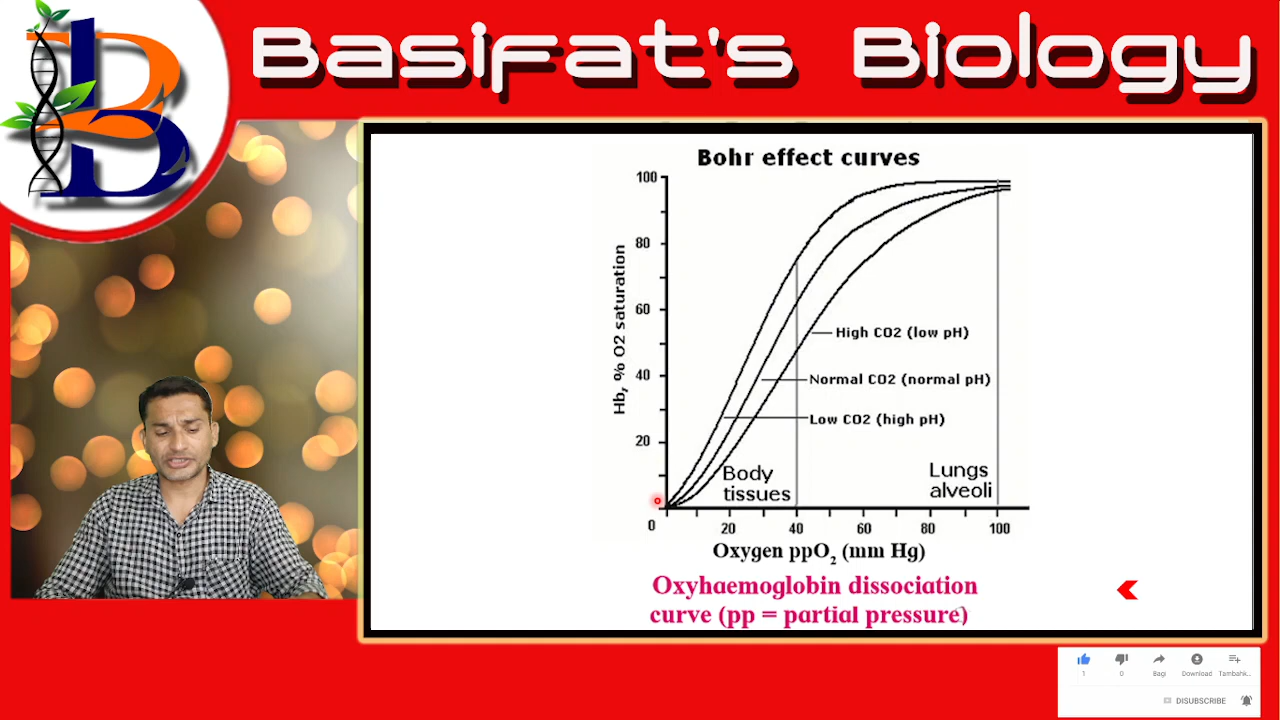 Basifat's Biology
Bohr effect curves
100
80
60
40
20
0
Hb, % O2 saturation
High CO2 (low pH)
Normal CO2 (normal pH)
Low CO2 (high pH)
Body
tissues
Lungs
alveoli
20 40 60 80 100
Oxygen ppO₂ (mm Hg)
Oxyhaemoglobin dissociation
curve (pp = partial pressure)
1 0 Bagi Download Tambahk..
DISUBSCRIBE